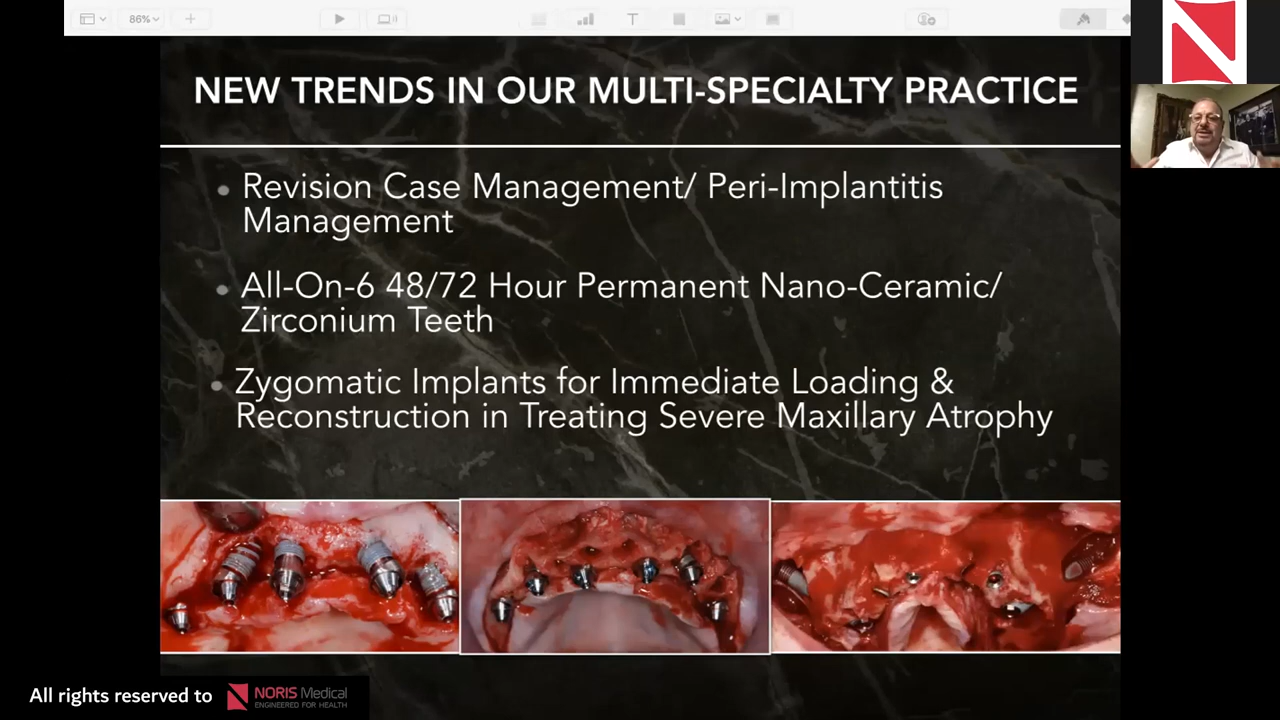 86%
NEW TRENDS IN OUR MULTI-SPECIALTY PRACTICE
• Revision Case Management/ Peri-Implantitis
Management
• All-On-6 48/72 Hour Permanent Nano-Ceramic/
Zirconium Teeth
• Zygomatic Implants for Immediate Loading &
Reconstruction in Treating Severe Maxillary Atrophy
All rights reserved to
NORIS Medical
ENGINEERED FOR HEALTH